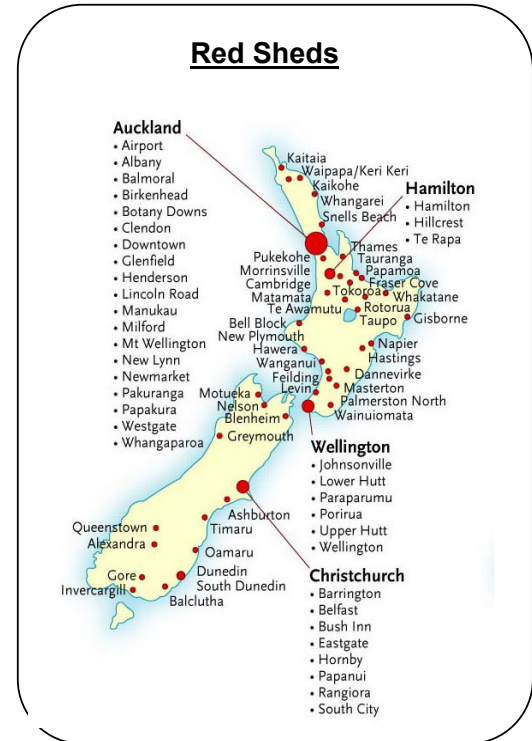 Red Sheds
Auckland
• Airport
• Albany
• Balmoral
• Birkenhead
• Botany Downs
• Clendon
• Downtown
• Glenfield
• Henderson
• Lincoln Road
• Manukau
• Milford
• Mt Wellington
• New Lynn
• Newmarket
• Pakuranga
• Papakura
• Westgate
• Whangaparoa
Kaitaia
Waipapa/Keri Keri
Kaikohe
Whangarei
Snells Beach
Hamilton
• Hamilton
• Hillcrest
• Te Rapa
Thames
Tauranga
Papamoa
Fraser Cove
Whakatane
Pukekohe
Morrinsville
Cambridge
Matamata
Te Awamutu
Tokoroa
Rotorua
Taupo
Gisborne
Bell Block
New Plymouth
Hawera
Wanganui
Feilding
Levin
Napier
Hastings
Dannevirke
Masterton
Palmerston North
Wainuiomata
Motueka
Nelson
Blenheim
Greymouth
Wellington
• Johnsonville
• Lower Hutt
• Paraparumu
• Porirua
• Upper Hutt
• Wellington
Ashburton
Timaru
Oamaru
Queenstown
Alexandra
Gore
Invercargill
Dunedin
South Dunedin
Balclutha
Christchurch
• Barrington
• Belfast
• Bush Inn
• Eastgate
• Hornby
• Papanui
• Rangiora
• South City